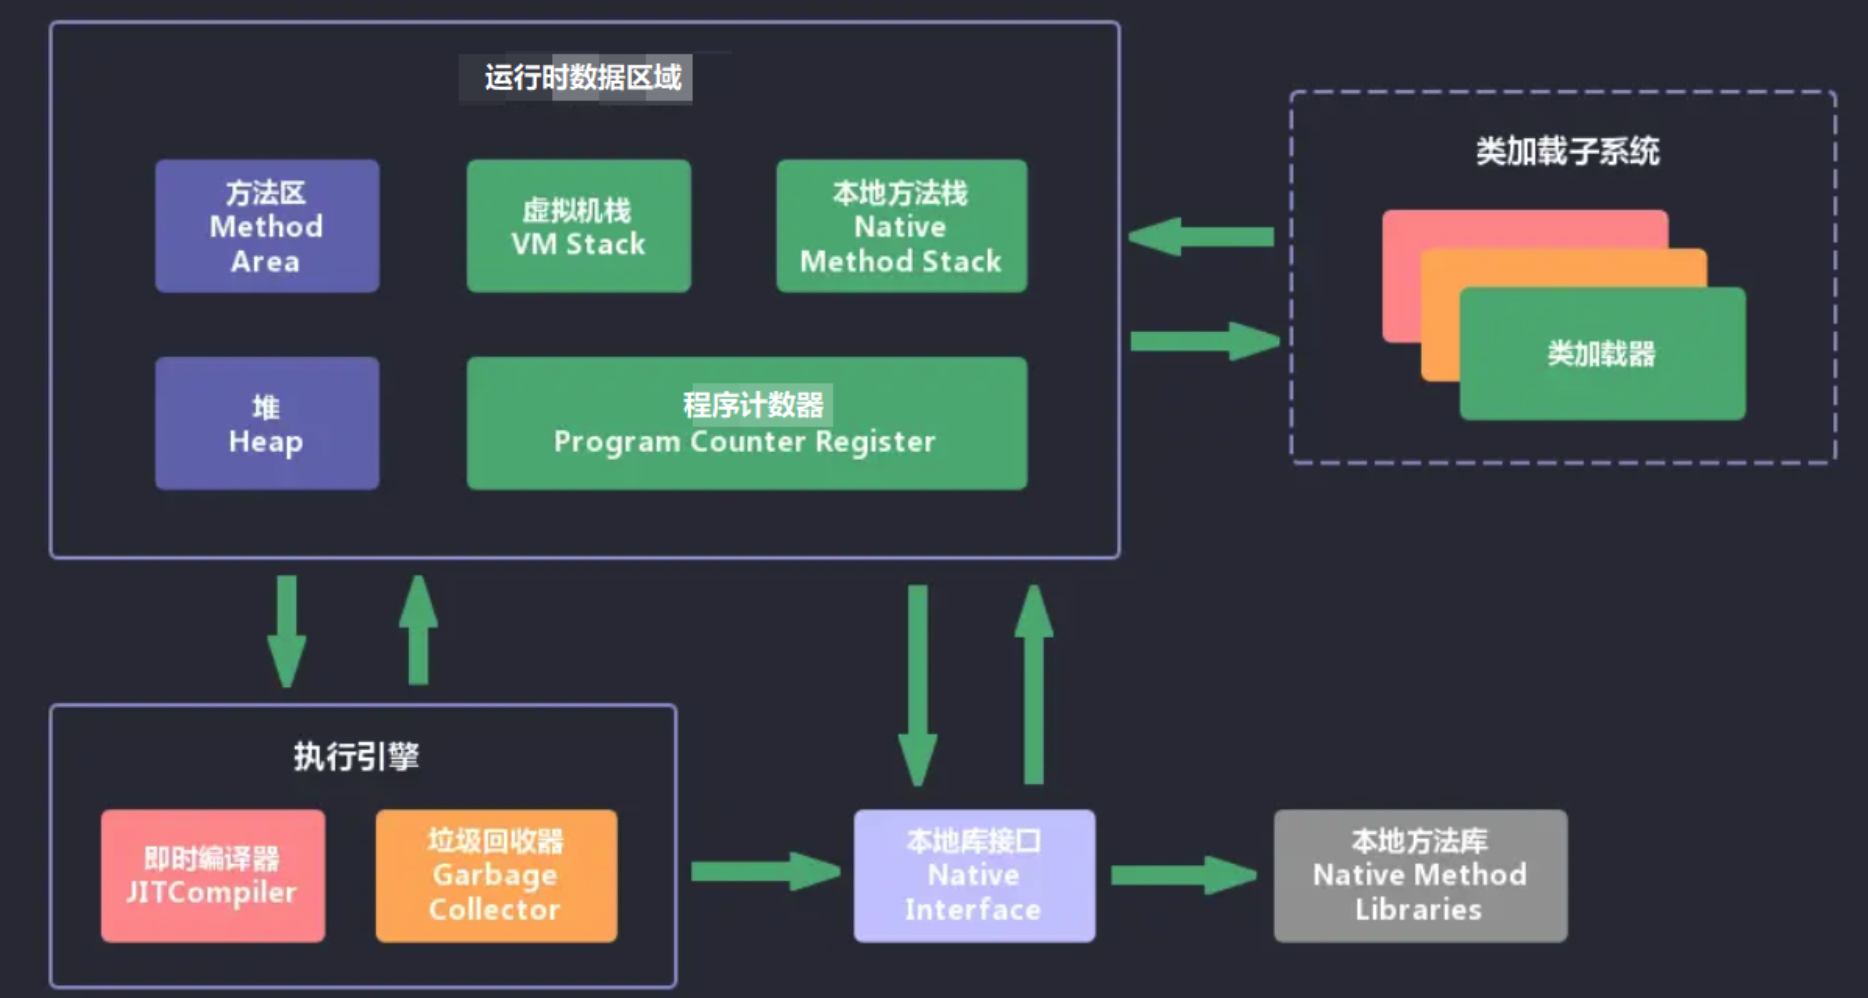 运行时数据区域
方法区
Method
Area
虚拟机栈
VM Stack
本地方法栈
Native
Method Stack
堆
Heap
程序计数器
Program Counter Register
类加载子系统
类加载器
执行引擎
即时编译器
JITCompiler
垃圾回收器
Garbage
Collector
本地库接口
Native
Interface
本地方法库
Native Method
Libraries